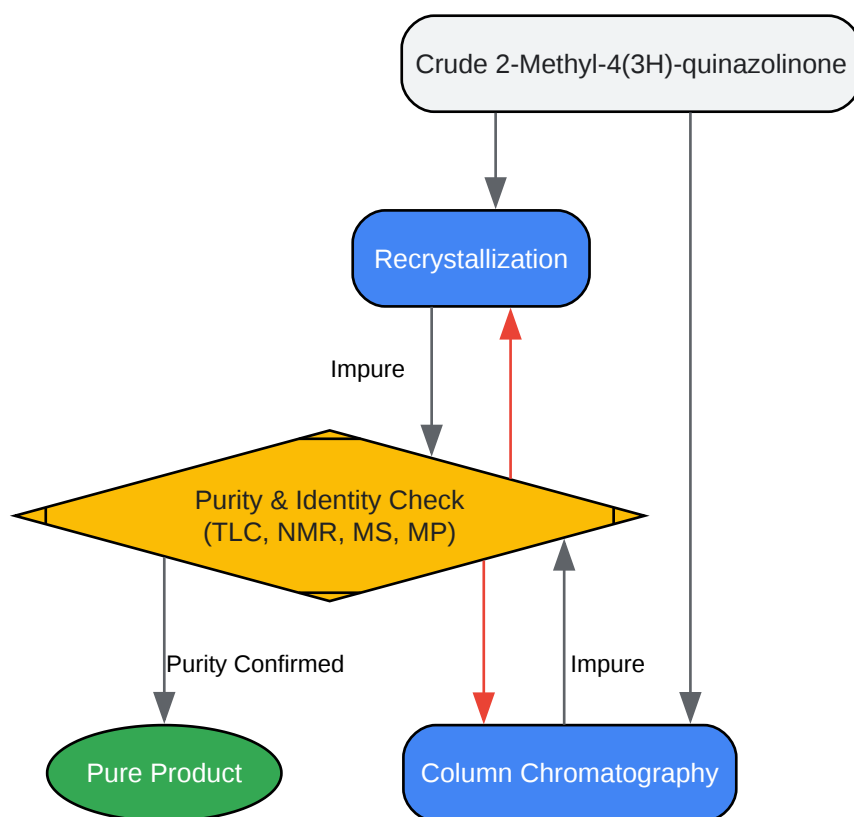 Crude 2-Methyl-4(3H)-quinazolinone
Recrystallization
Impure
Purity & Identity Check
(TLC, NMR, MS, MP)
Purity Confirmed
Impure
Pure Product
Column Chromatography